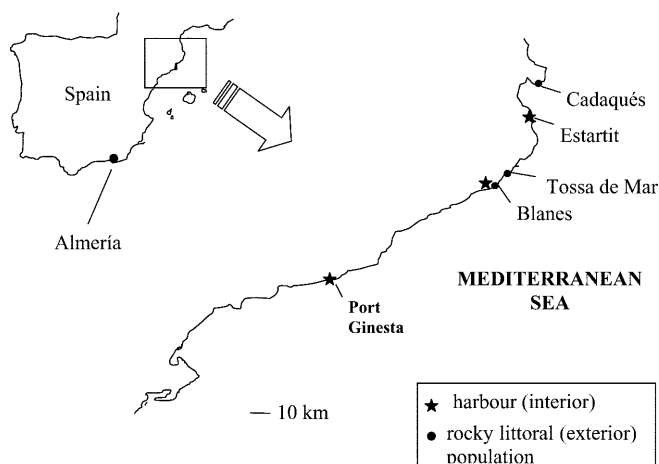 Spain
Almería
Cadaqués
Estartit
Tossa de Mar
Blanes
MEDITERRANEAN
SEA
Port
Ginesta
10 km
harbour (interior)
rocky littoral (exterior)
population